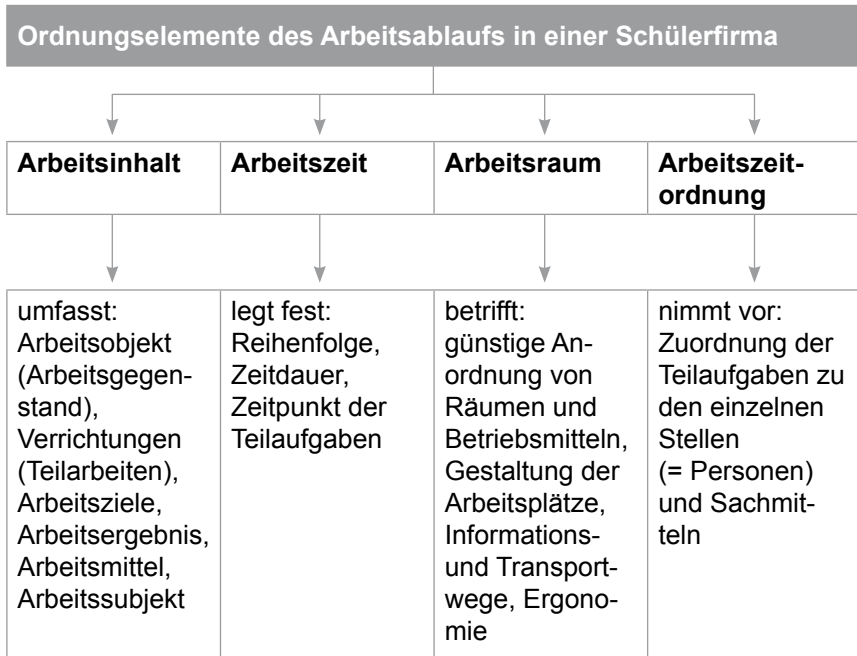 Ordnungselemente des Arbeitsablaufs in einer Schülerfirma
Arbeitsinhalt
Arbeitszeit
Arbeitsraum
Arbeitszeit-
ordnung
umfasst:
Arbeitsobjekt
(Arbeitsgegen-
stand),
Verrichtungen
(Teilarbeiten),
Arbeitsziele,
Arbeitsergebnis,
Arbeitsmittel,
Arbeitssubjekt
legt fest:
Reihenfolge,
Zeitdauer,
Zeitpunkt der
Teilaufgaben
betrifft:
günstige An-
ordnung von
Räumen und
Betriebsmitteln,
Gestaltung der
Arbeitsplätze,
Informations-
und Transport-
wege, Ergono-
mie
nimmt vor:
Zuordnung der
Teilaufgaben zu
den einzelnen
Stellen
(= Personen)
und Sachmit-
teln